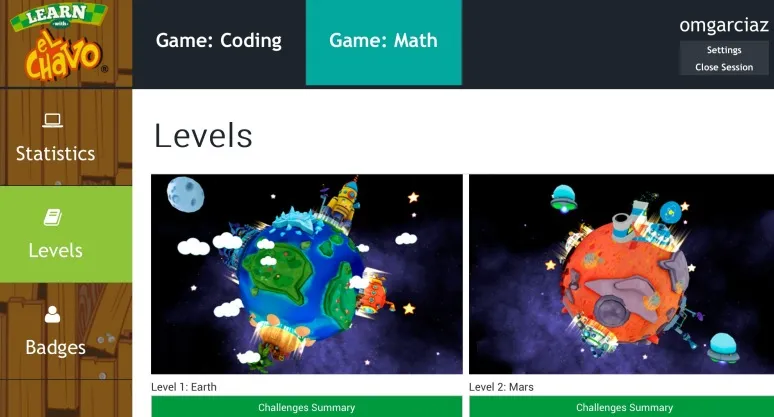 LEARN
with
EL
CHAVO®
Game: Coding
Game: Math
omgarciaz
Settings
Close Session
Statistics
Levels
Badges
Levels
Level 1: Earth
Challenges Summary
Level 2: Mars
Challenges Summary